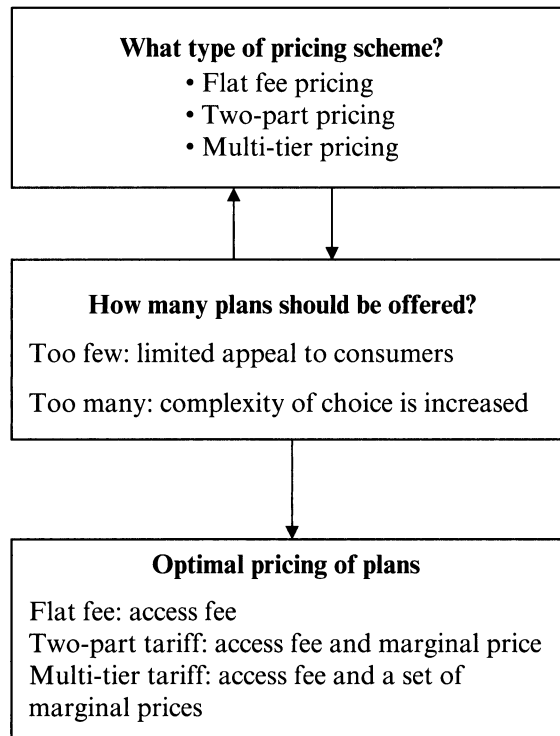 What type of pricing scheme?
• Flat fee pricing
• Two-part pricing
• Multi-tier pricing
How many plans should be offered?
Too few: limited appeal to consumers
Too many: complexity of choice is increased
Optimal pricing of plans
Flat fee: access fee
Two-part tariff: access fee and marginal price
Multi-tier tariff: access fee and a set of
marginal prices